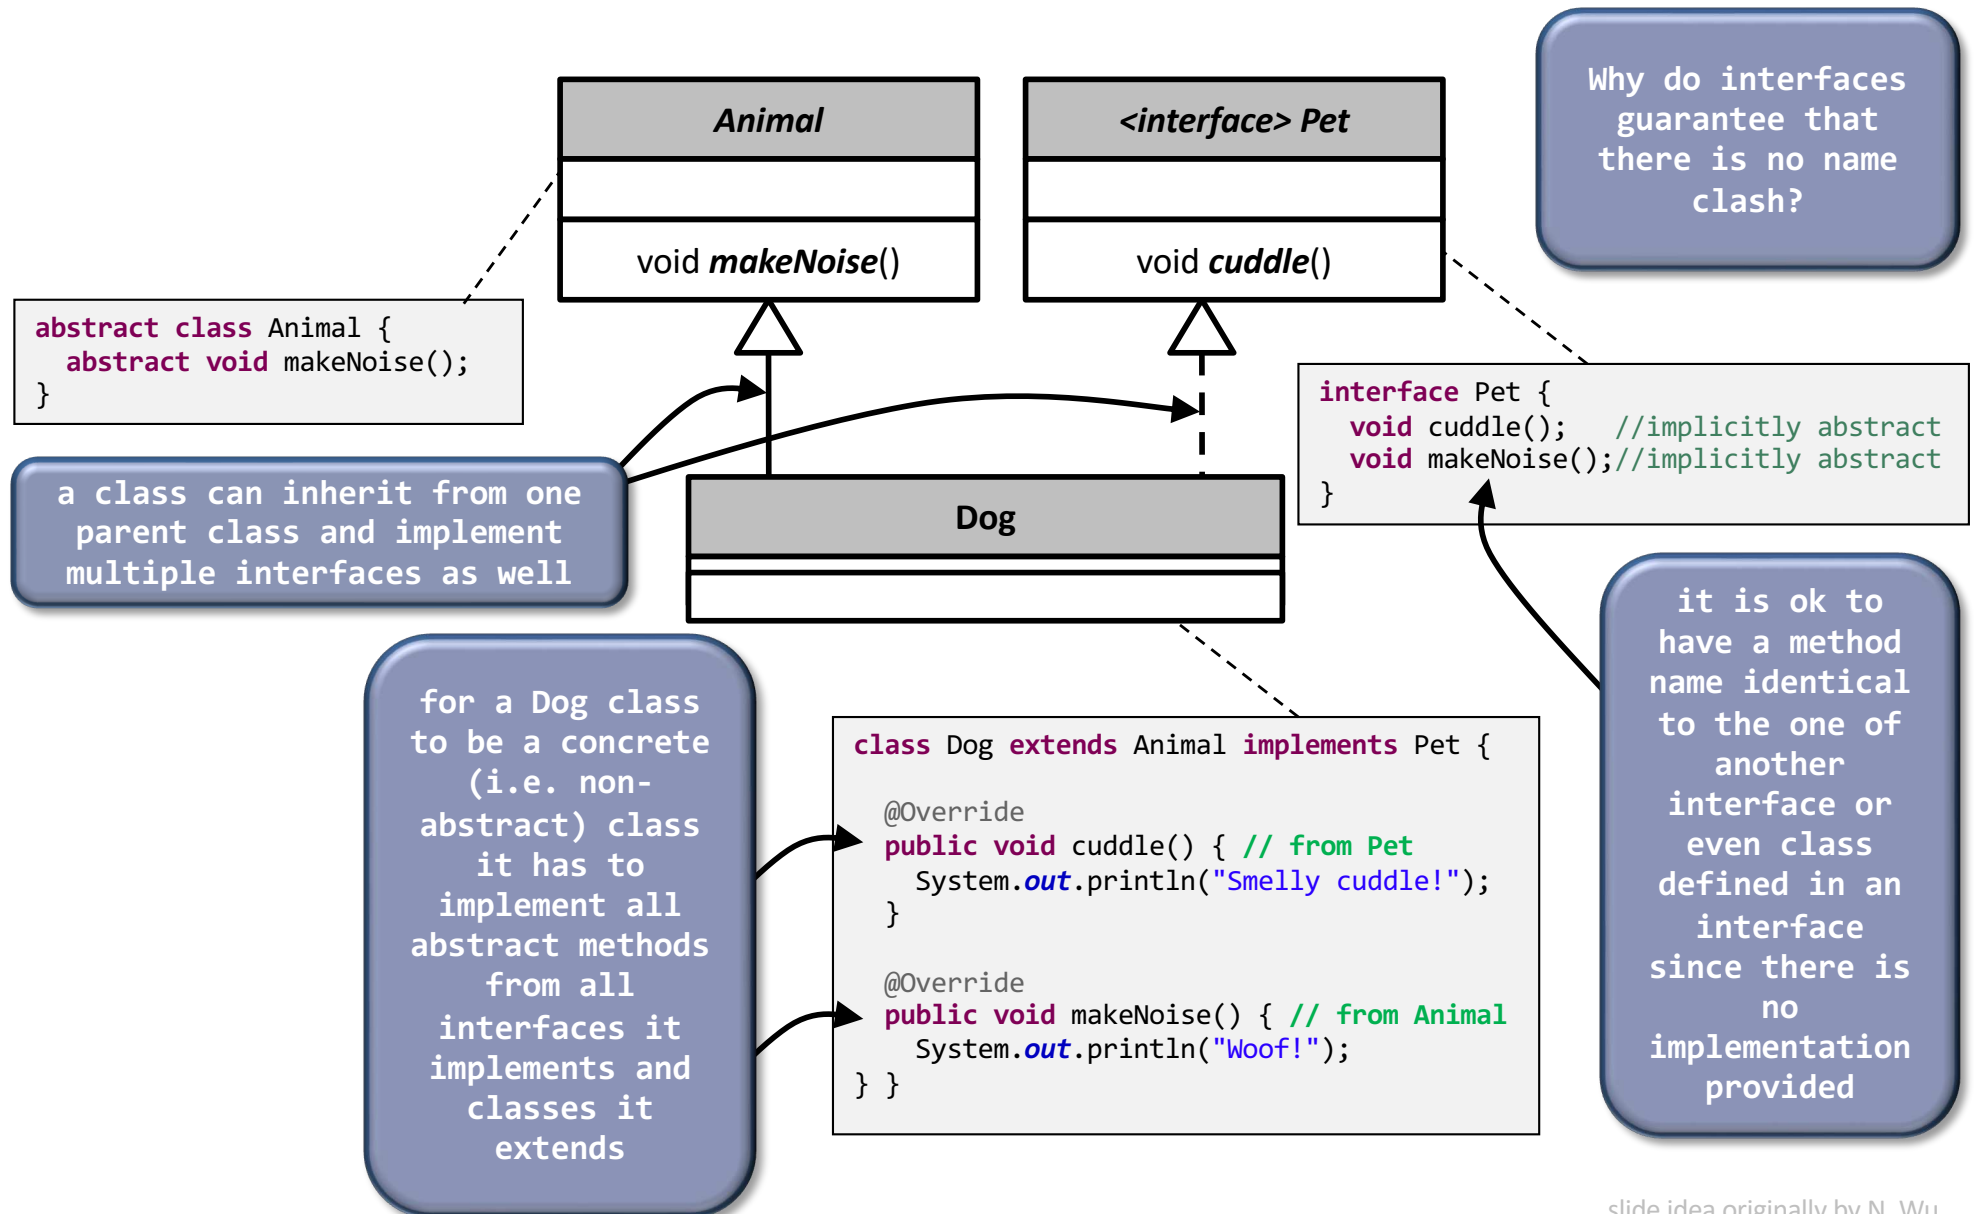 Why do interfaces
guarantee that
there is no name
clash?
Animal
void makeNoise()
<interface> Pet
void cuddle()
abstract class Animal {
abstract void makeNoise();
}
interface Pet {
void cuddle();   //implicitly abstract
void makeNoise();//implicitly abstract
}
a class can inherit from one
parent class and implement
multiple interfaces as well
Dog
for a Dog class
to be a concrete
(i.e. non-
abstract) class
it has to
implement all
abstract methods
from all
interfaces it
implements and
classes it
extends
class Dog extends Animal implements Pet {
@Override
public void cuddle() { // from Pet
System.out.println("Smelly cuddle!");
}
@Override
public void makeNoise() { // from Animal
System.out.println("Woof!");
} }
it is ok to
have a method
name identical
to the one of
another
interface or
even class
defined in an
interface
since there is
no
implementation
provided
slide idea originally by N. Wu